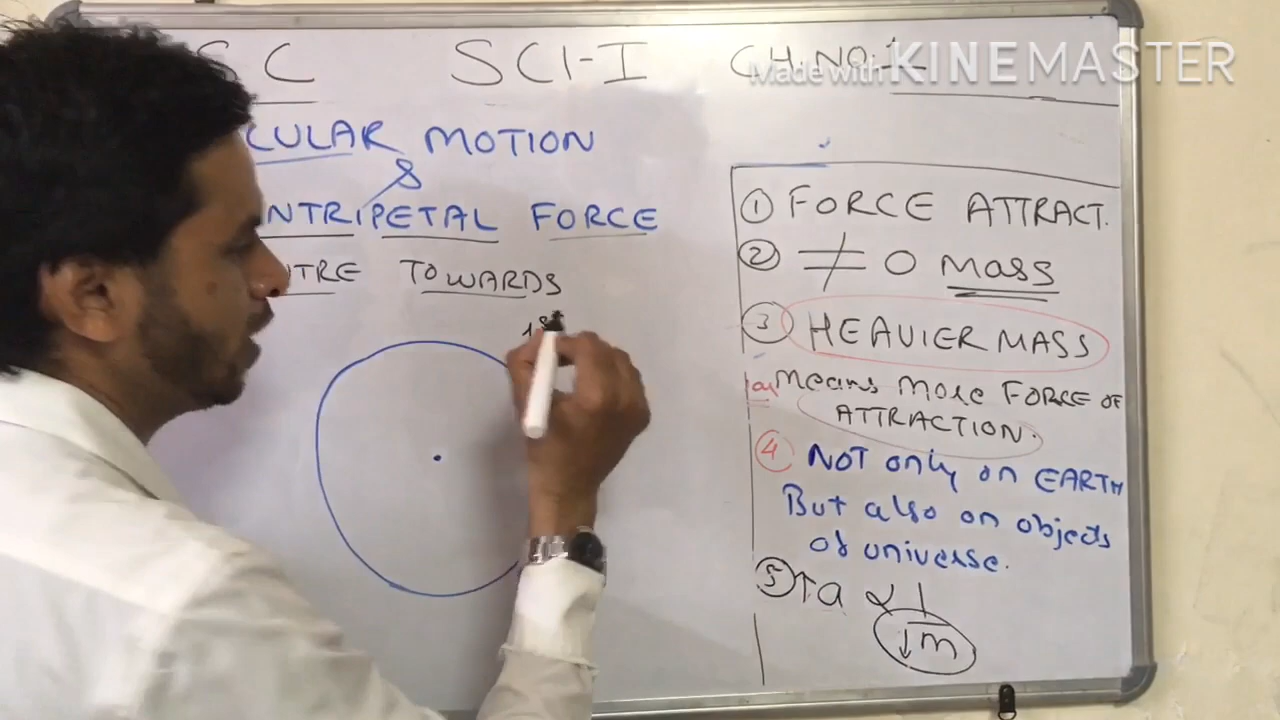 SC SCI-I CH.NO.1
Made with KINEMASTER
CULAR MOTION
&
NTRIPETAL FORCE
NTRE TOWARDS
1st
① FORCE ATTRACT.
② ≠ 0 MASS
③ HEAVIER MASS
Means More FORCE OF
ATTRACTION.
④ NOT only on EARTH
But also on objects
of universe.
⑤ ↑a ∝ 1
↓m